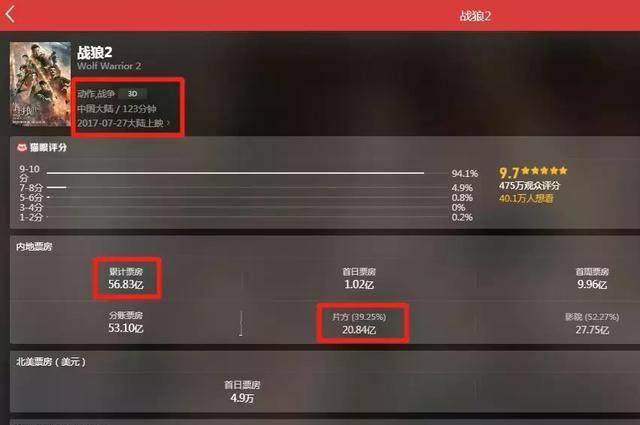 战狼2
战狼2
Wolf Warrior 2
动作,战争 3D
中国大陆 / 123分钟
2017-07-27大陆上映 >
猫眼评分
9-10分 94.1%
7-8分 4.9%
5-6分 0.8%
3-4分 0%
1-2分 0.2%
9.7
475万观众评分
40.1万人想看
内地票房
累计票房 首日票房 首周票房
56.83亿 1.02亿 9.96亿
分账票房 片方 (39.25%) 影院 (52.27%)
53.10亿 20.84亿 27.75亿
北美票房（美元）
首日票房
4.9万